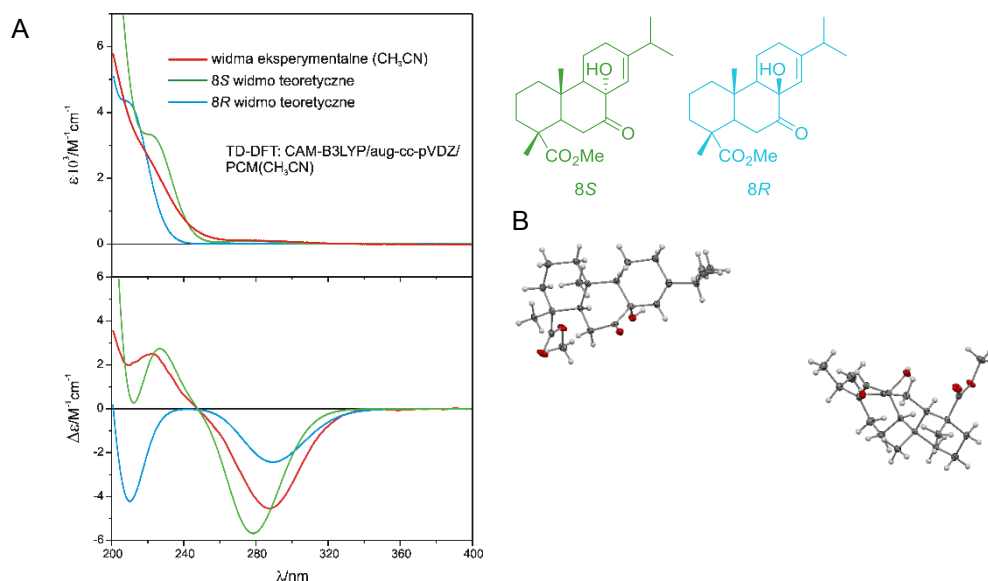 A
ε·10³/M⁻¹cm⁻¹
6
4
2
0
widma eksperymentalne (CH₃CN)
8S widmo teoretyczne
8R widmo teoretyczne
TD-DFT: CAM-B3LYP/aug-cc-pVDZ/
PCM(CH₃CN)
Δε/M⁻¹cm⁻¹
6
4
2
0
-2
-4
-6
200 240 280 320 360 400
λ/nm
HO
O
CO₂Me
8S
HO
O
CO₂Me
8R
B